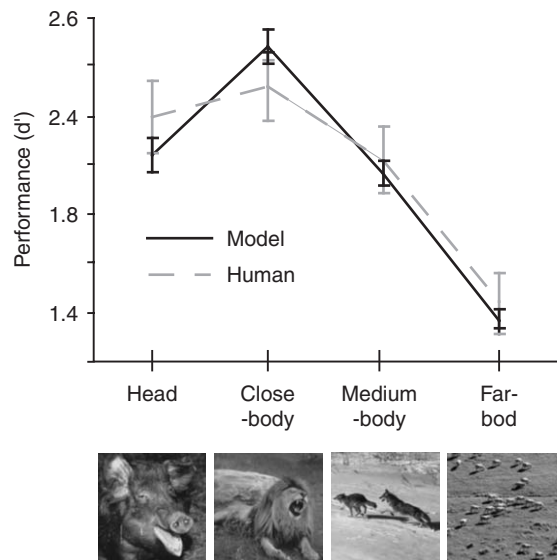 2.6
2.4
1.8
1.4
Performance (d')
Model
Human
Head
Close
-body
Medium
-body
Far-
bod